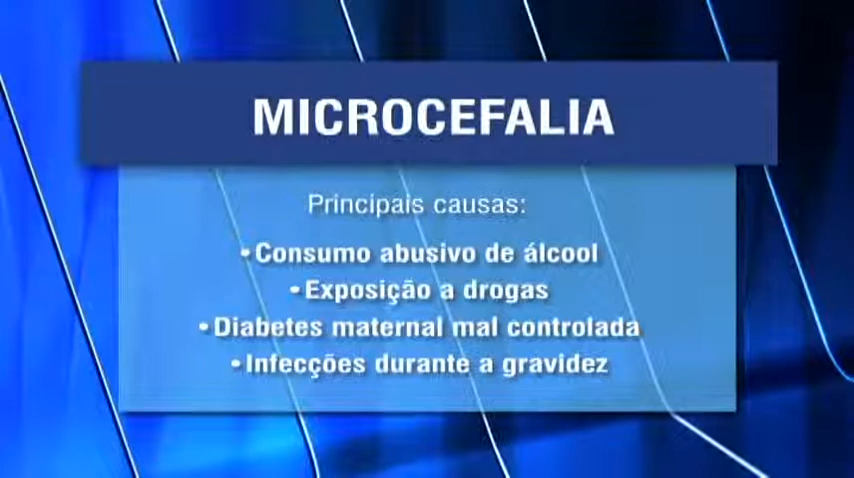 MICROCEFALIA
Principais causas:
•Consumo abusivo de álcool
•Exposição a drogas
•Diabetes maternal mal controlada
•Infecções durante a gravidez